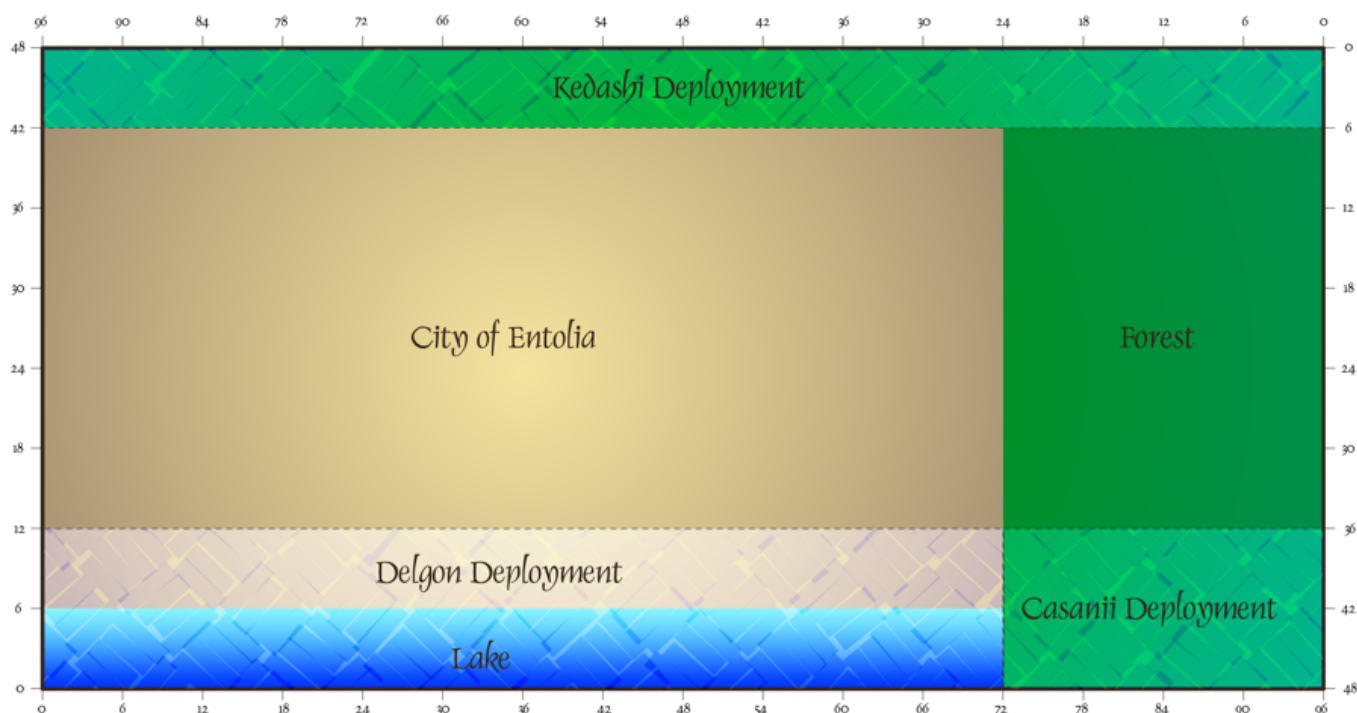 96 90 84 78 72 66 60 54 48 42 36 30 24 18 12 6 0
48 0
Kedashi Deployment
42 6
36 12
30 18
City of Entolia Forest
24 24
18 30
12 36
Delgon Deployment
6 Casanii Deployment 42
Lake
0 48
0 6 12 18 24 30 36 42 48 54 60 66 72 78 84 90 96